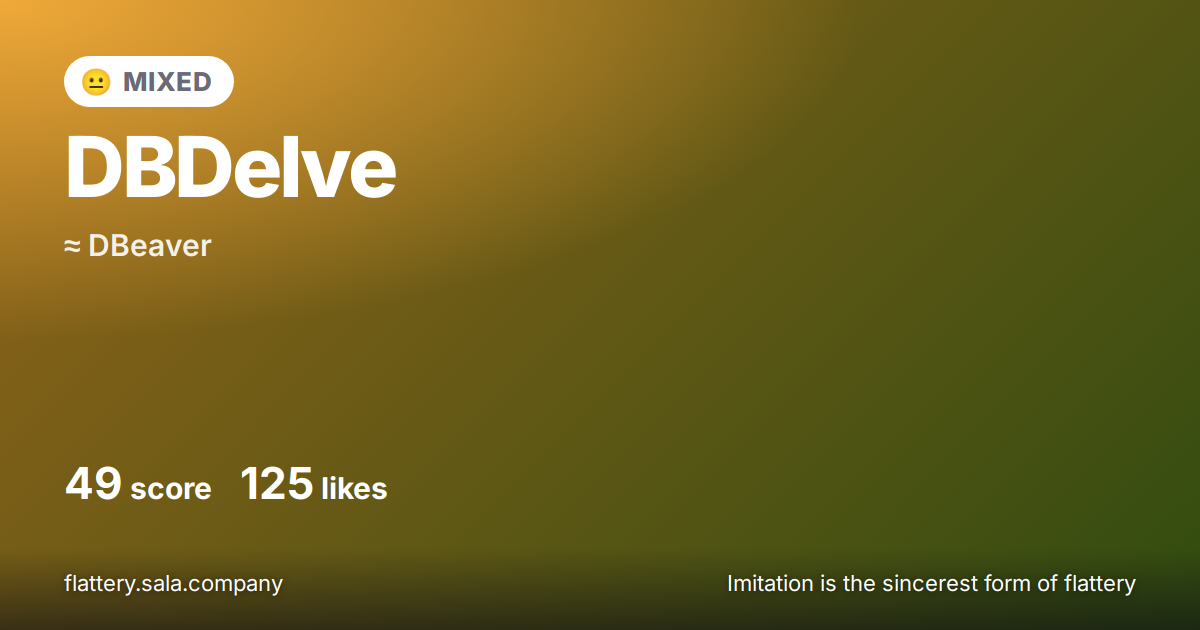 😐 MIXED
DBDelve
≈ DBeaver
49 score 125 likes
flattery.sala.company
Imitation is the sincerest form of flattery